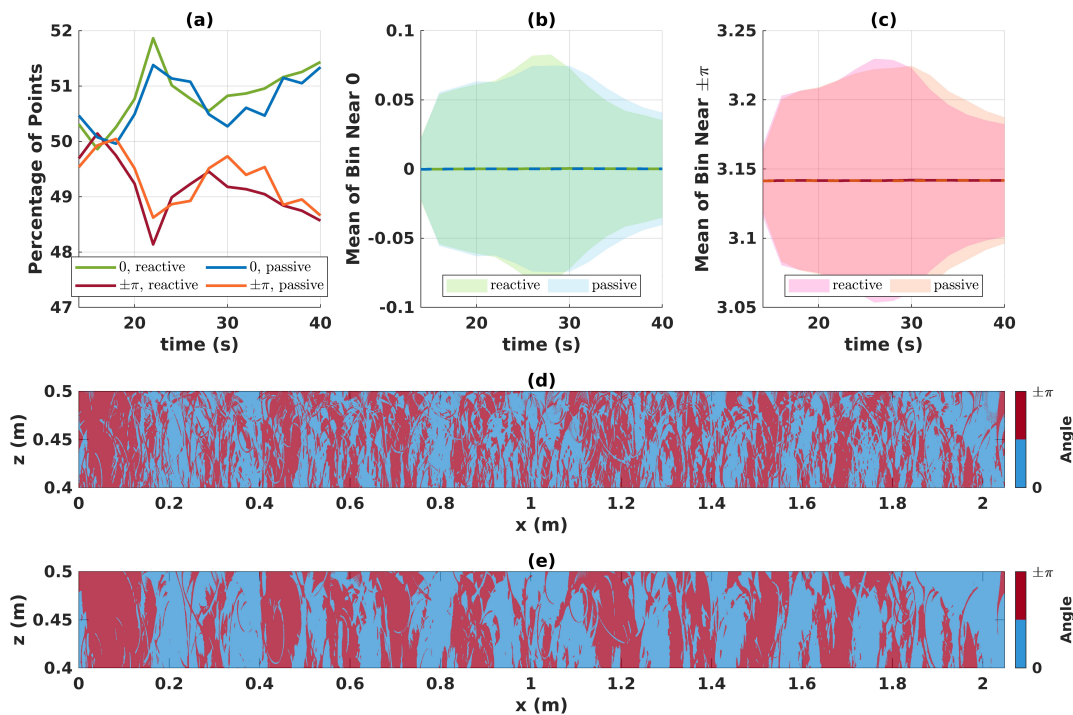 (a)
(b)
(c)
52
51
50
49
48
47
Percentage of Points
0, reactive
0, passive
±π, reactive
±π, passive
20
30
40
time (s)
0.1
0.05
0
-0.05
-0.1
Mean of Bin Near 0
reactive
passive
20
30
40
time (s)
3.25
3.2
3.15
3.1
3.05
Mean of Bin Near ±π
reactive
passive
20
30
40
time (s)
(d)
0.5
0.45
0.4
z (m)
0
0.2
0.4
0.6
0.8
1
1.2
1.4
1.6
1.8
2
x (m)
±π
0
Angle
(e)
0.5
0.45
0.4
z (m)
0
0.2
0.4
0.6
0.8
1
1.2
1.4
1.6
1.8
2
x (m)
±π
0
Angle